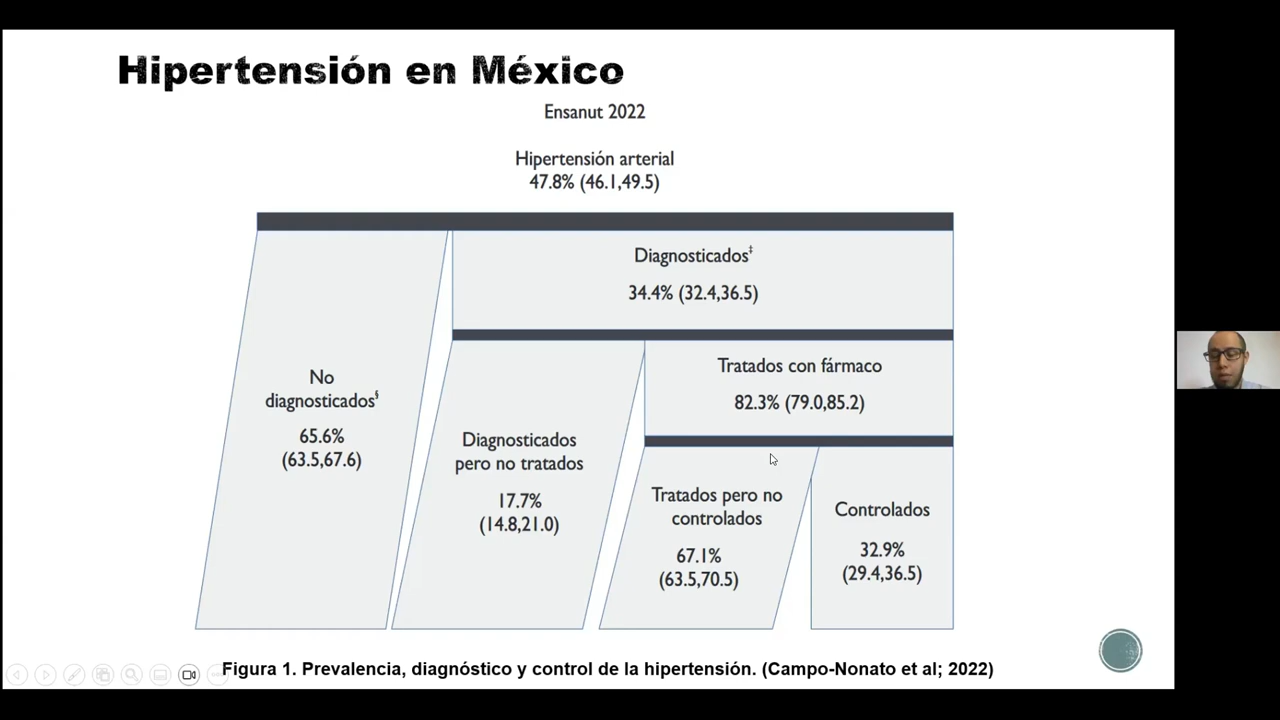 Hipertensión en México
Ensanut 2022
Hipertensión arterial
47.8% (46.1,49.5)
Diagnosticados‡
34.4% (32.4,36.5)
No
diagnosticados§
65.6%
(63.5,67.6)
Tratados con fármaco
82.3% (79.0,85.2)
Diagnosticados
pero no tratados
17.7%
(14.8,21.0)
Tratados pero no
controlados
67.1%
(63.5,70.5)
Controlados
32.9%
(29.4,36.5)
Figura 1. Prevalencia, diagnóstico y control de la hipertensión. (Campo-Nonato et al; 2022)